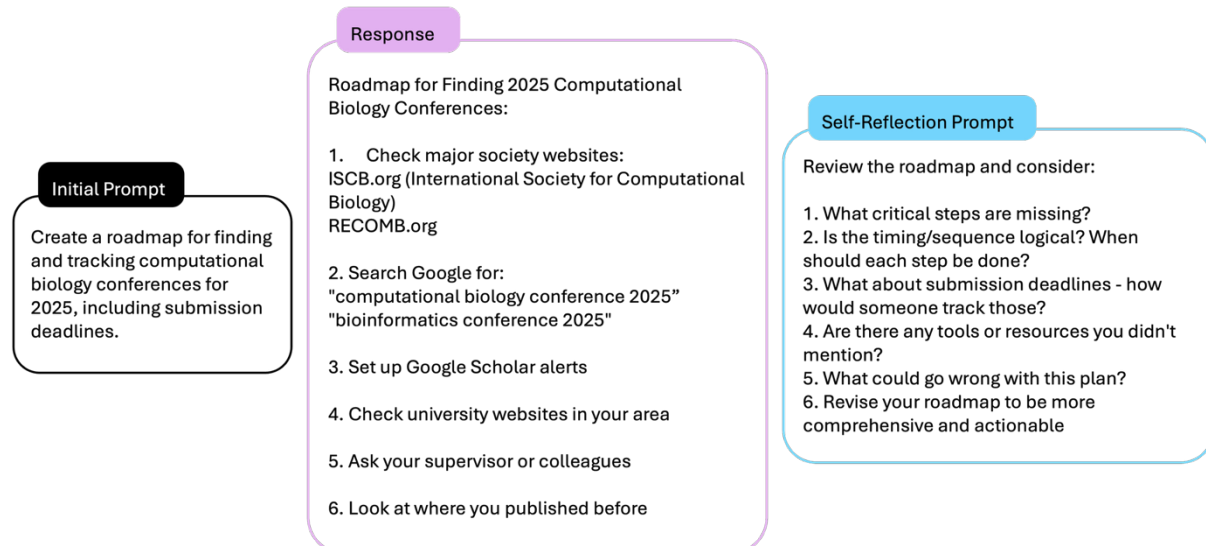 Initial Prompt
Create a roadmap for finding
and tracking computational
biology conferences for
2025, including submission
deadlines.
Response
Roadmap for Finding 2025 Computational
Biology Conferences:
1. Check major society websites:
ISCB.org (International Society for Computational
Biology)
RECOMB.org
2. Search Google for:
"computational biology conference 2025”
"bioinformatics conference 2025"
3. Set up Google Scholar alerts
4. Check university websites in your area
5. Ask your supervisor or colleagues
6. Look at where you published before
Self-Reflection Prompt
Review the roadmap and consider:
1. What critical steps are missing?
2. Is the timing/sequence logical? When
should each step be done?
3. What about submission deadlines - how
would someone track those?
4. Are there any tools or resources you didn't
mention?
5. What could go wrong with this plan?
6. Revise your roadmap to be more
comprehensive and actionable